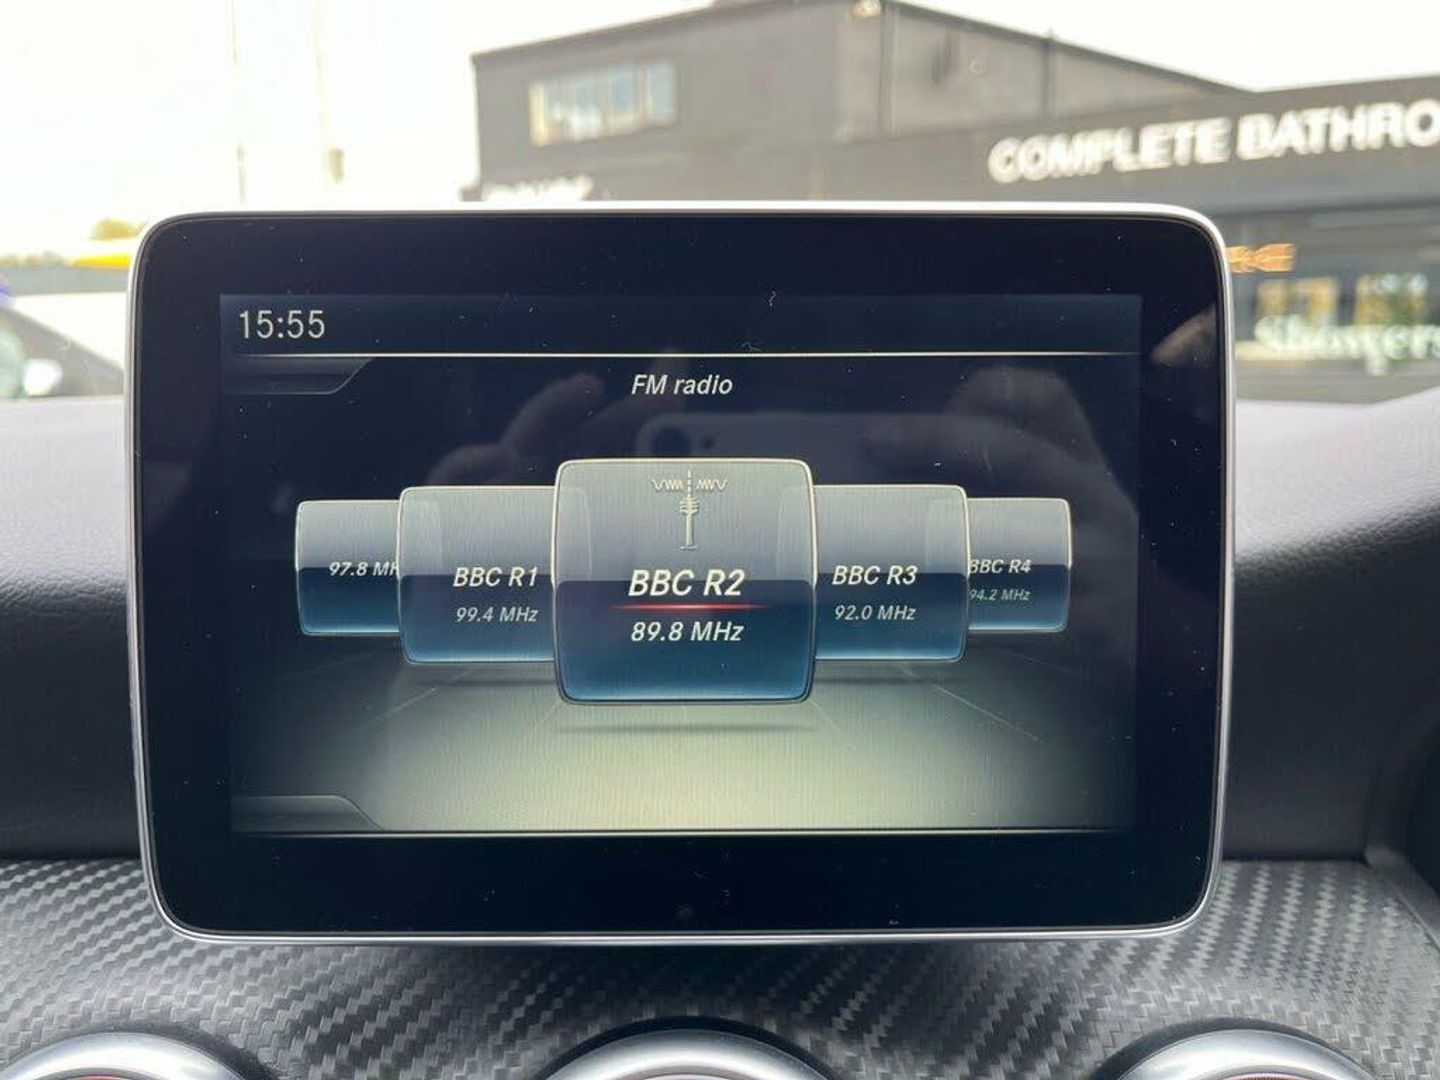 COMPLETE BATHRO
Showers
15:55
FM radio
97.8 MH
BBC R1
99.4 MHz
BBC R2
89.8 MHz
BBC R3
92.0 MHz
BBC R4
94.2 MHz